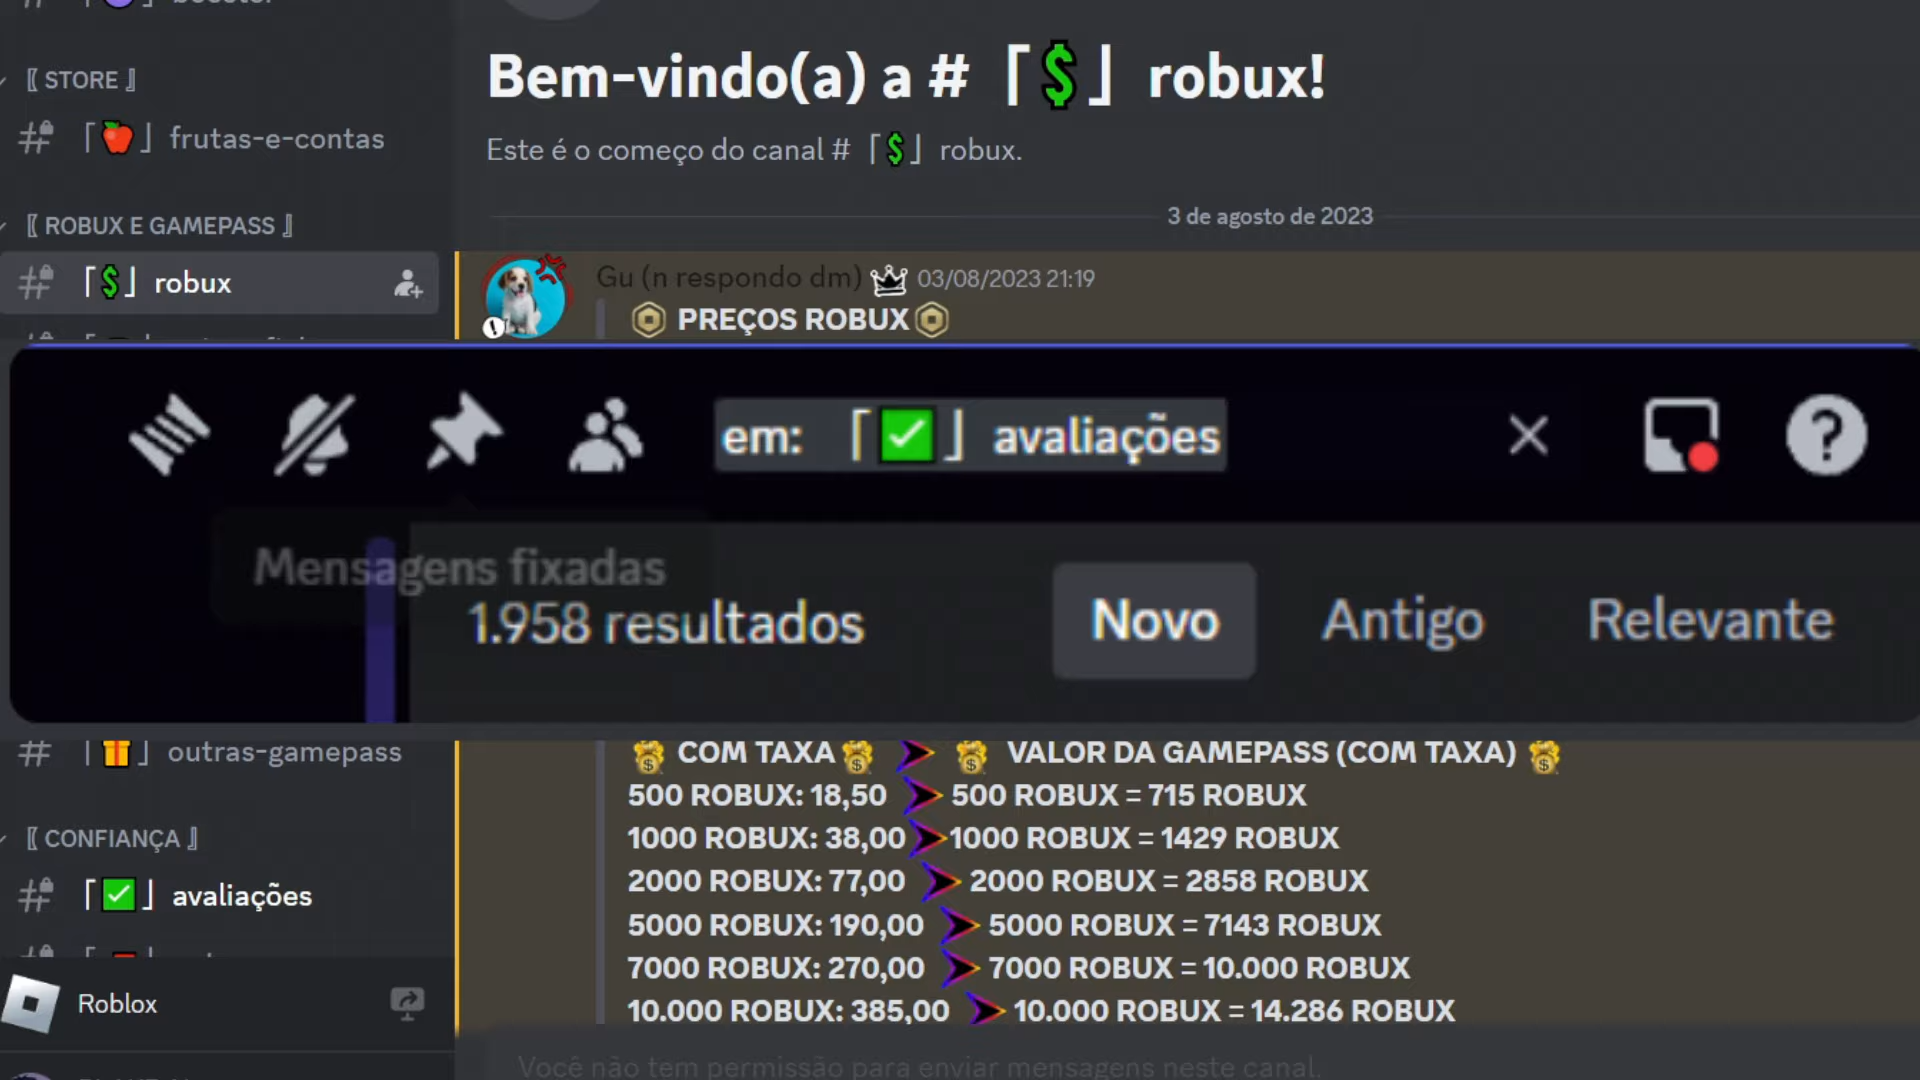 〚 STORE 〛
「🍎」 frutas-e-contas
〚 ROBUX E GAMEPASS 〛
「$」 robux
Bem-vindo(a) a # 「$」 robux!
Este é o começo do canal # 「$」 robux.
3 de agosto de 2023
Gu (n respondo dm) 03/08/2023 21:19
PREÇOS ROBUX
em: 「✅」 avaliações
Mensagens fixadas
1.958 resultados
Novo
Antigo
Relevante
「🎁」 outras-gamepass
〚 CONFIANÇA 〛
「✅」 avaliações
Roblox
COM TAXA VALOR DA GAMEPASS (COM TAXA)
500 ROBUX: 18,50 500 ROBUX = 715 ROBUX
1000 ROBUX: 38,00 1000 ROBUX = 1429 ROBUX
2000 ROBUX: 77,00 2000 ROBUX = 2858 ROBUX
5000 ROBUX: 190,00 5000 ROBUX = 7143 ROBUX
7000 ROBUX: 270,00 7000 ROBUX = 10.000 ROBUX
10.000 ROBUX: 385,00 10.000 ROBUX = 14.286 ROBUX
Você não tem permissão para enviar mensagens neste canal.